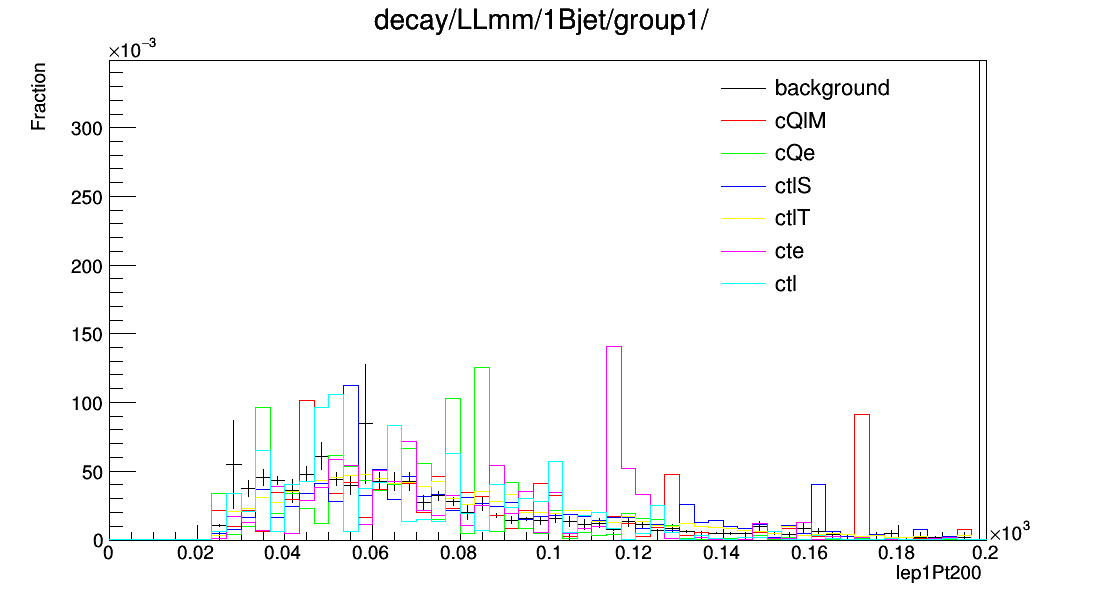 decay/LLmm/1Bjet/group1/
×10⁻³
Fraction
300
250
200
150
100
50
0
background
cQlM
cQe
ctlS
ctlT
cte
ctl
0 0.02 0.04 0.06 0.08 0.1 0.12 0.14 0.16 0.18 0.2
×10³
lep1Pt200